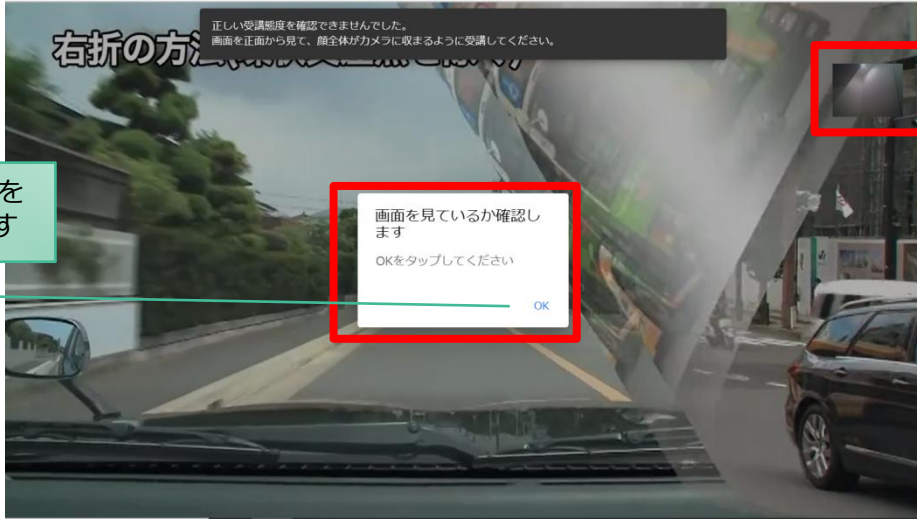 正しい受講態度を確認できませんでした。
画面を正面から見て、顔全体がカメラに収まるように受講してください。
右折の方法
を
す
画面を見ているか確認し
ます
OKをタップしてください
OK